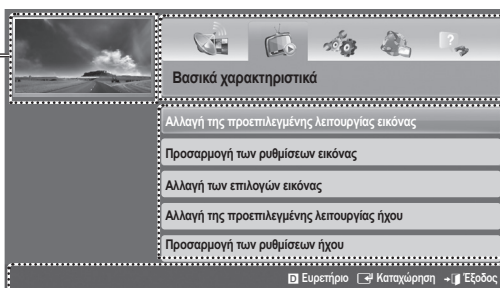 Βασικά χαρακτηριστικά
Αλλαγή της προεπιλεγμένης λειτουργίας εικόνας
Προσαρμογή των ρυθμίσεων εικόνας
Αλλαγή των επιλογών εικόνας
Αλλαγή της προεπιλεγμένης λειτουργίας ήχου
Προσαρμογή των ρυθμίσεων ήχου
D Ευρετήριο Καταχώρηση Έξοδος